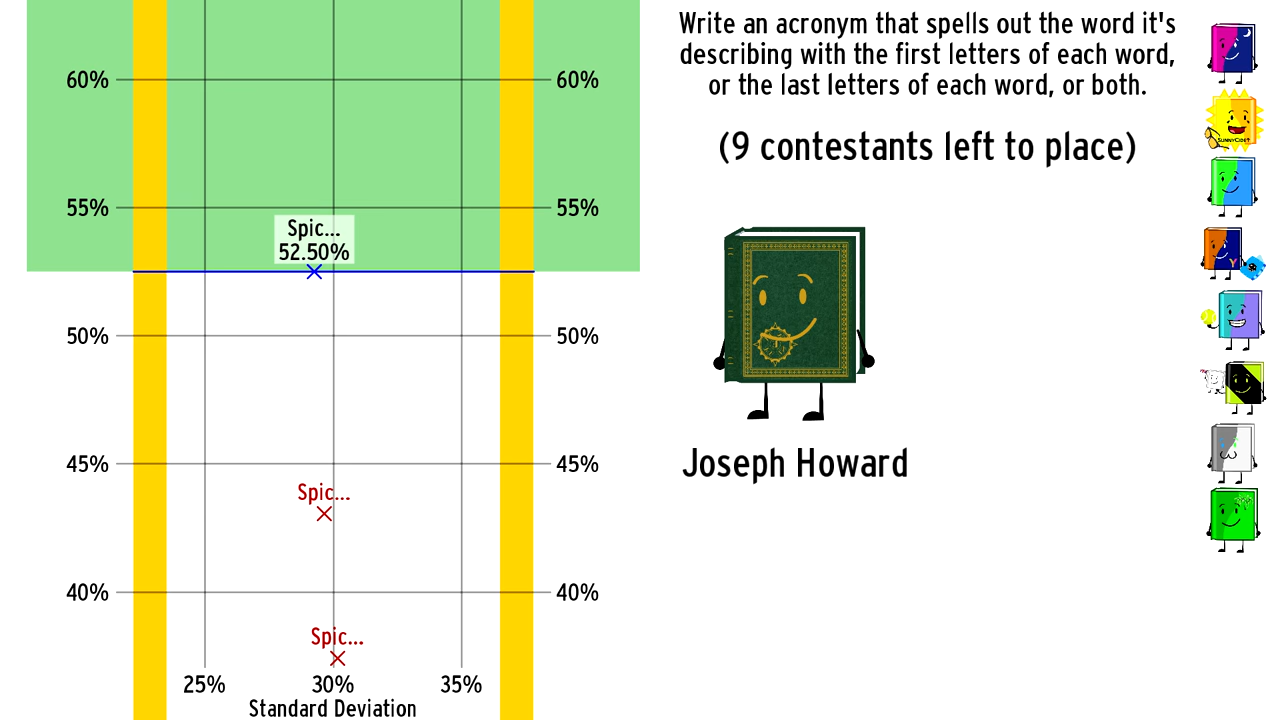 Write an acronym that spells out the word it's
describing with the first letters of each word,
or the last letters of each word, or both.
(9 contestants left to place)
60%
60%
55%
55%
Spic...
52.50%
50%
50%
45%
45%
Spic...
40%
40%
Spic...
25%
30%
35%
Standard Deviation
Joseph Howard
SUNNYCIDE?
Y